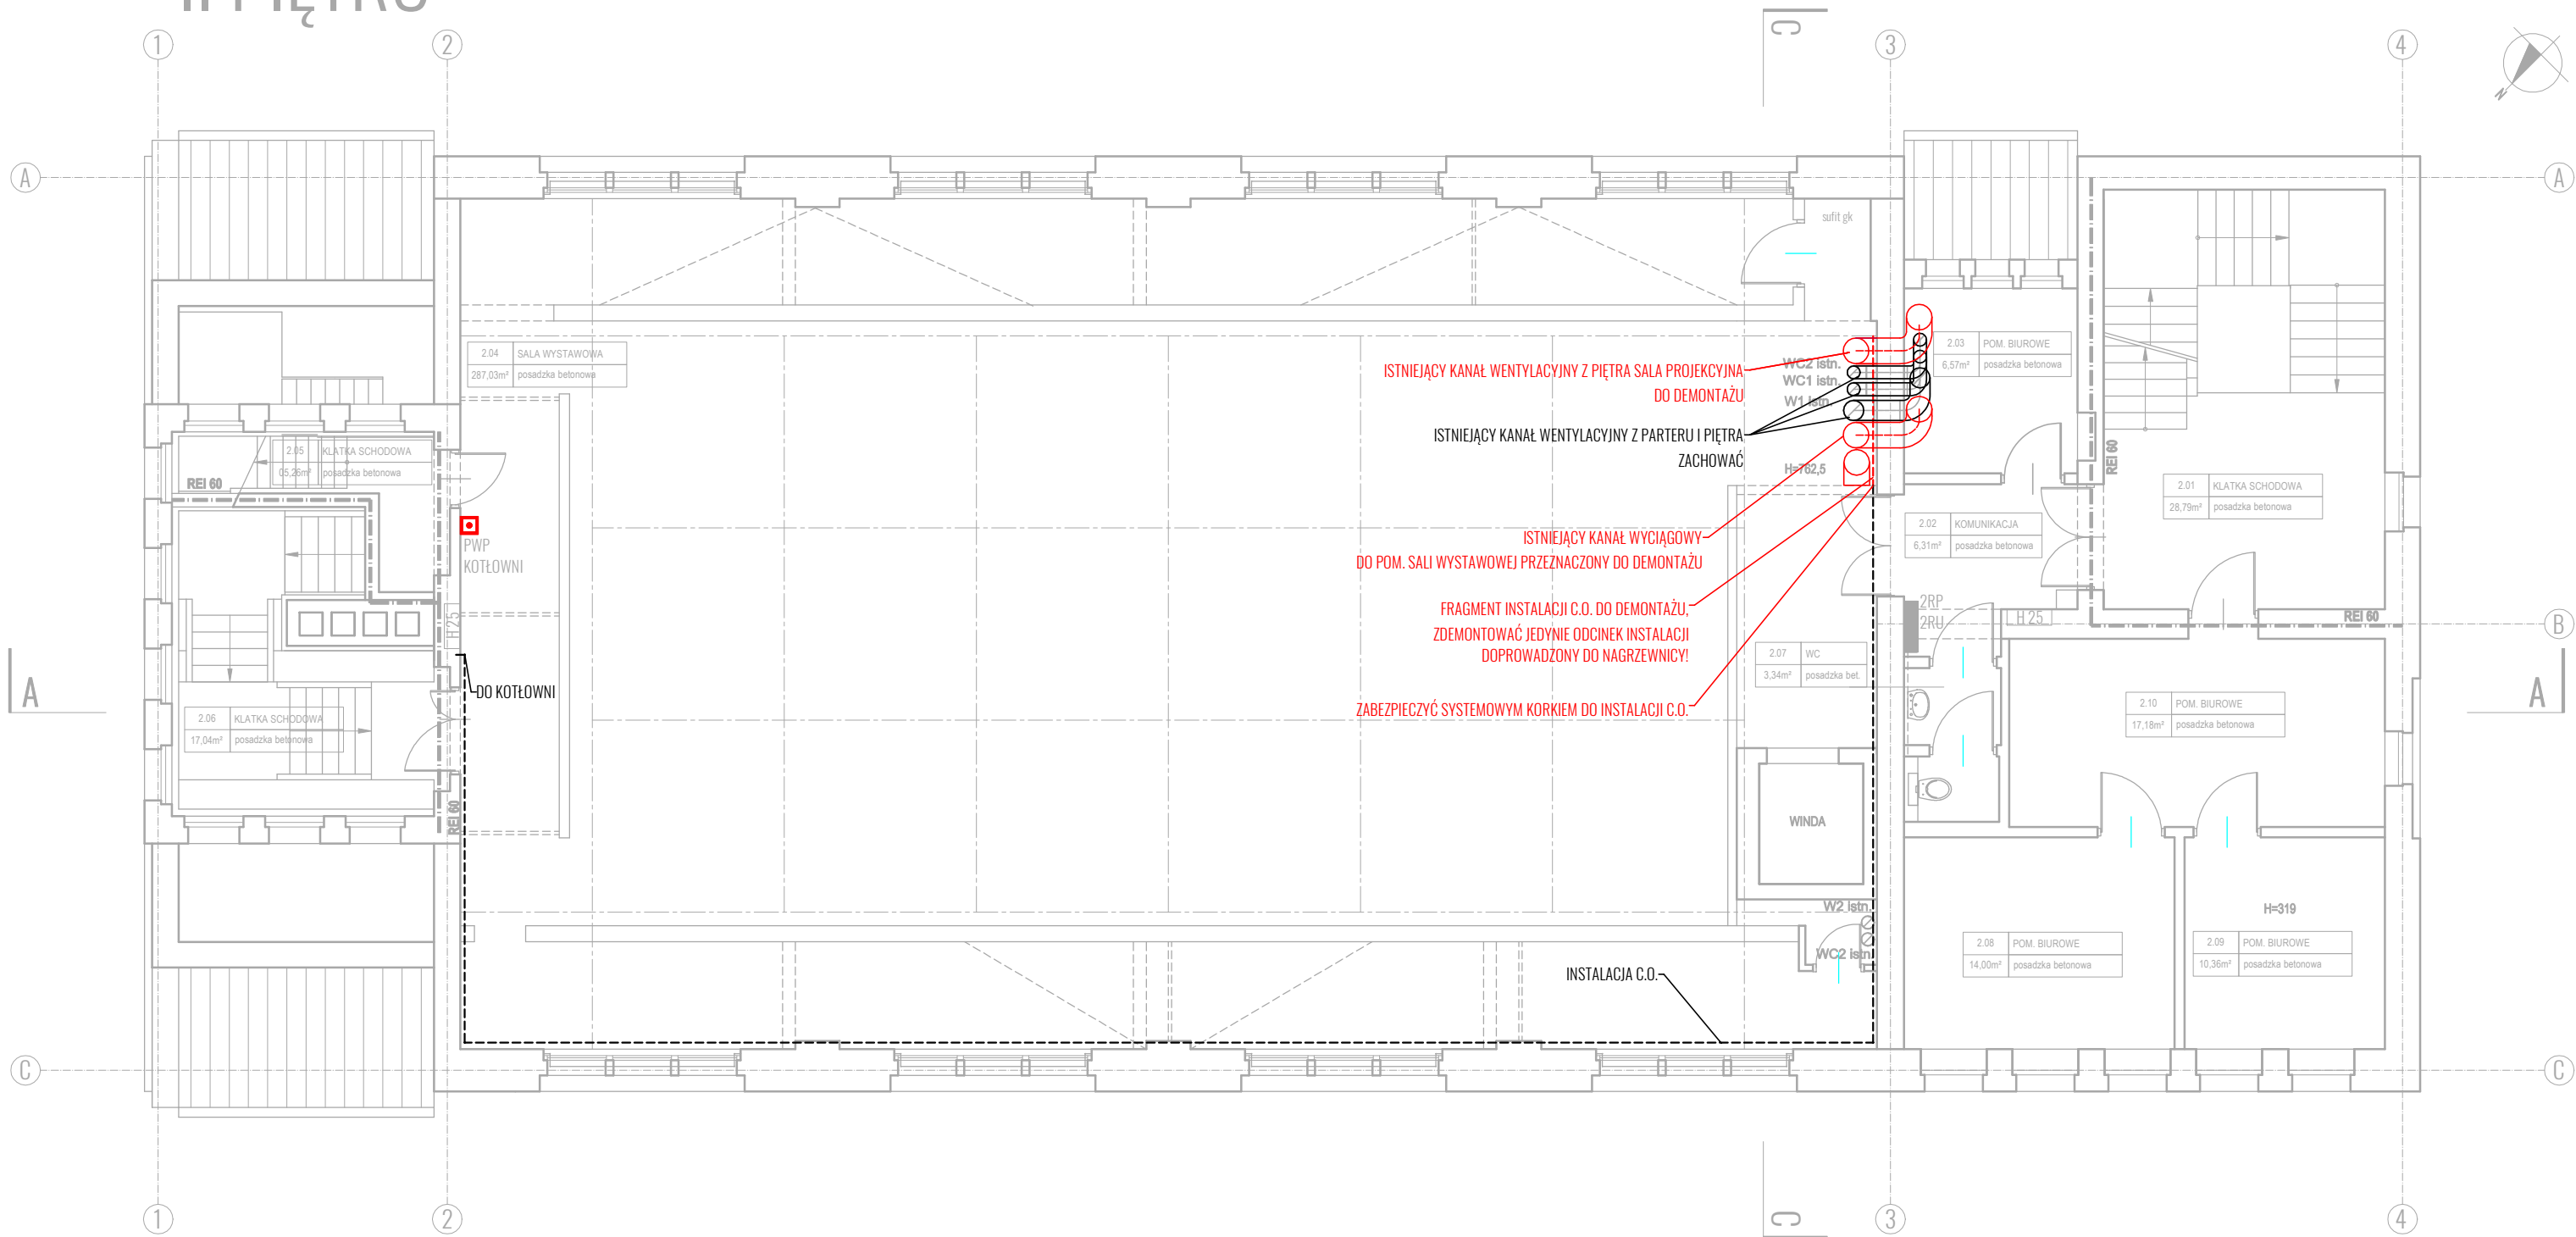 II PIĘTRO
C
1
2
3
4
N
A
A
sufit gk
2.04 SALA WYSTAWOWA
287,03m² posadzka betonowa
ISTNIEJĄCY KANAŁ WENTYLACYJNY Z PIĘTRA SALA PROJEKCYJNA
DO DEMONTAŻU
WC2 istn.
WC1 istn.
W1 istn.
2.03 POM. BIUROWE
6,57m² posadzka betonowa
ISTNIEJĄCY KANAŁ WENTYLACYJNY Z PARTERU I PIĘTRA
ZACHOWAĆ
H=762,5
2.05 KLATKA SCHODOWA
05,26m² posadzka betonowa
REI 60
REI 60
2.01 KLATKA SCHODOWA
28,79m² posadzka betonowa
PWP
KOTŁOWNI
ISTNIEJĄCY KANAŁ WYCIĄGOWY
DO POM. SALI WYSTAWOWEJ PRZEZNACZONY DO DEMONTAŻU
2.02 KOMUNIKACJA
6,31m² posadzka betonowa
FRAGMENT INSTALACJI C.O. DO DEMONTAŻU,
ZDEMONTOWAĆ JEDYNIE ODCINEK INSTALACJI
DOPROWADZONY DO NAGRZEWNICY!
2RP
2RU
H 25
H 25
REI 60
B
2.07 WC
3,34m² posadzka bet.
A
DO KOTŁOWNI
ZABEZPIECZYĆ SYSTEMOWYM KORKIEM DO INSTALACJI C.O.
A
2.06 KLATKA SCHODOWA
17,04m² posadzka betonowa
2.10 POM. BIUROWE
17,18m² posadzka betonowa
REI 60
WINDA
W2 istn.
WC2 istn
H=319
2.08 POM. BIUROWE
14,00m² posadzka betonowa
2.09 POM. BIUROWE
10,36m² posadzka betonowa
INSTALACJA C.O.
C
C
1
2
C
3
4